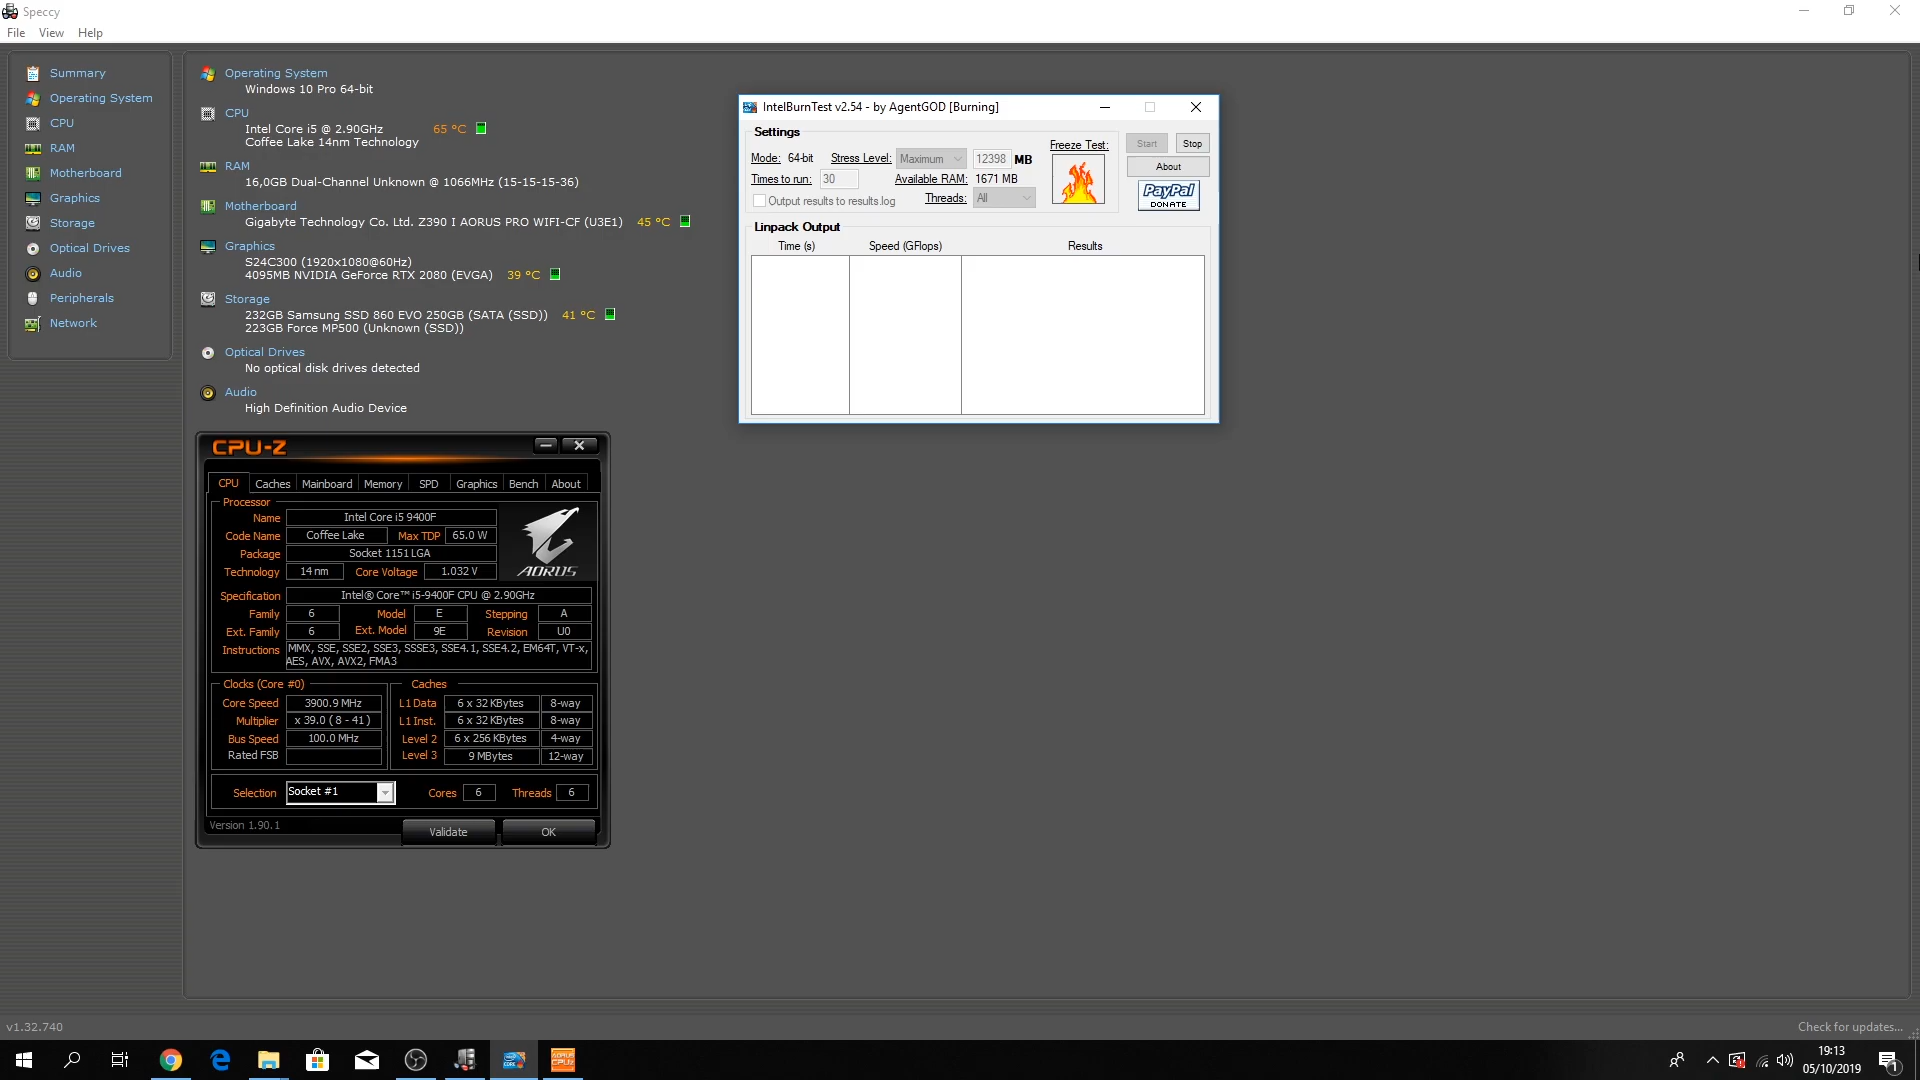 Speccy
File View Help
Summary
Operating System
CPU
RAM
Motherboard
Graphics
Storage
Optical Drives
Audio
Peripherals
Network
Operating System
Windows 10 Pro 64-bit
CPU
Intel Core i5 @ 2.90GHz 65 °C
Coffee Lake 14nm Technology
RAM
16,0GB Dual-Channel Unknown @ 1066MHz (15-15-15-36)
Motherboard
Gigabyte Technology Co. Ltd. Z390 I AORUS PRO WIFI-CF (U3E1) 45 °C
Graphics
S24C300 (1920x1080@60Hz)
4095MB NVIDIA GeForce RTX 2080 (EVGA) 39 °C
Storage
232GB Samsung SSD 860 EVO 250GB (SATA (SSD)) 41 °C
223GB Force MP500 (Unknown (SSD))
Optical Drives
No optical disk drives detected
Audio
High Definition Audio Device
IntelBurnTest v2.54 - by AgentGOD [Burning]
Settings
Mode: 64-bit Stress Level: Maximum 12398 MB
Times to run: 30 Available RAM: 1671 MB
Output results to results.log Threads: All
Freeze Test:
Start Stop
About
PayPal
DONATE
Linpack Output
Time (s) Speed (GFlops) Results
CPU-Z
CPU Caches Mainboard Memory SPD Graphics Bench About
Processor
Name Intel Core i5 9400F
Code Name Coffee Lake Max TDP 65.0 W
Package Socket 1151 LGA
Technology 14 nm Core Voltage 1.032 V
AORUS
Specification Intel® Core™ i5-9400F CPU @ 2.90GHz
Family 6 Model E Stepping A
Ext. Family 6 Ext. Model 9E Revision U0
Instructions MMX, SSE, SSE2, SSE3, SSSE3, SSE4.1, SSE4.2, EM64T, VT-x,
AES, AVX, AVX2, FMA3
Clocks (Core #0)
Core Speed 3900.9 MHz
Multiplier x 39.0 ( 8 - 41 )
Bus Speed 100.0 MHz
Rated FSB
Caches
L1 Data 6 x 32 KBytes 8-way
L1 Inst. 6 x 32 KBytes 8-way
Level 2 6 x 256 KBytes 4-way
Level 3 9 MBytes 12-way
Selection Socket #1 Cores 6 Threads 6
Version 1.90.1
Validate OK
v1.32.740
Check for updates...
19:13
05/10/2019
1